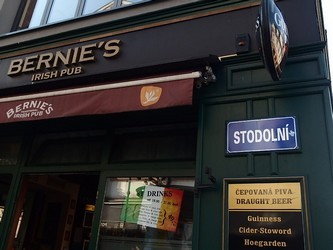 BERNIE'S
IRISH PUB
BERNIE'S
IRISH PUB
STODOLNÍ
DRINKS
ČEPOVANÁ PIVA
DRAUGHT BEER
Guinness
Cider-Stoword
Hoegarden